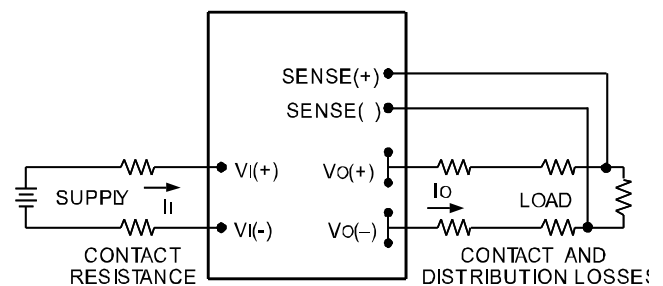 SENSE(+)
SENSE( )
VI(+)
VO(+)
SUPPLY
II
IO
LOAD
VI(-)
VO(–)
CONTACT
RESISTANCE
CONTACT AND
DISTRIBUTION LOSSES